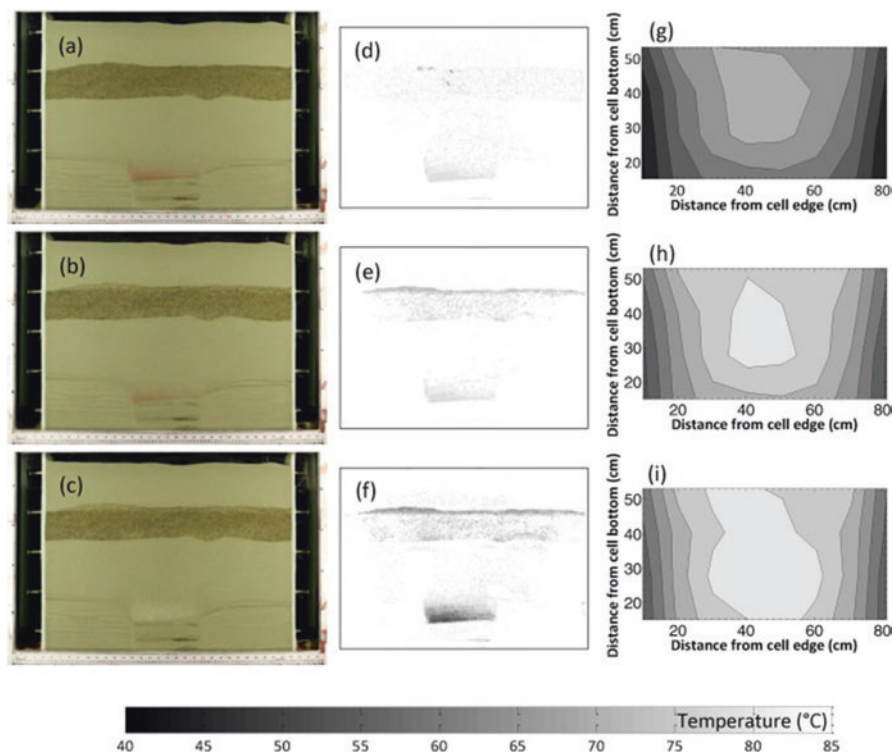 (a)
(d)
(g)
Distance from cell bottom (cm)
50
40
30
20
20 40 60 80
Distance from cell edge (cm)
(b)
(e)
(h)
Distance from cell bottom (cm)
50
40
30
20
20 40 60 80
Distance from cell edge (cm)
(c)
(f)
(i)
Distance from cell bottom (cm)
50
40
30
20
20 40 60 80
Distance from cell edge (cm)
Temperature (°C)
40 45 50 55 60 65 70 75 80 85